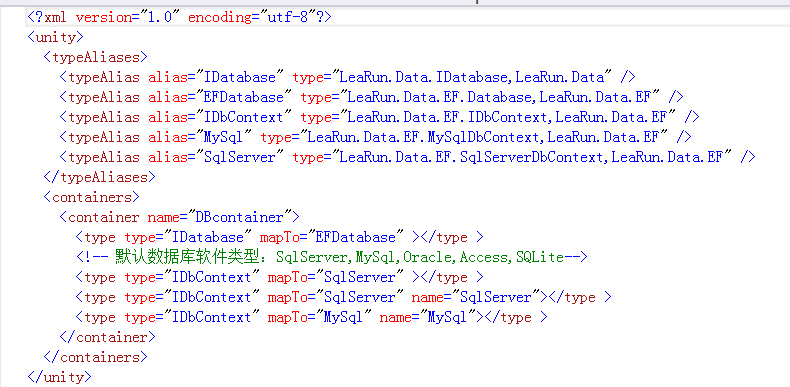 <?xml version="1.0" encoding="utf-8"?>
<unity>
<typeAliases>
<typeAlias alias="IDatabase" type="LeaRun.Data.IDatabase,LeaRun.Data" />
<typeAlias alias="EFDatabase" type="LeaRun.Data.EF.Database,LeaRun.Data.EF" />
<typeAlias alias="IDbContext" type="LeaRun.Data.EF.IDbContext,LeaRun.Data.EF" />
<typeAlias alias="MySql" type="LeaRun.Data.EF.MySqlDbContext,LeaRun.Data.EF" />
<typeAlias alias="SqlServer" type="LeaRun.Data.EF.SqlServerDbContext,LeaRun.Data.EF" />
</typeAliases>
<containers>
<container name="DBcontainer">
<type type="IDatabase" mapTo="EFDatabase" ></type >
<!-- 默认数据库软件类型：SqlServer,MySql,Oracle,Access,SQLite-->
<type type="IDbContext" mapTo="SqlServer" ></type >
<type type="IDbContext" mapTo="SqlServer" name="SqlServer"></type >
<type type="IDbContext" mapTo="MySql" name="MySql"></type >
</container>
</containers>
</unity>